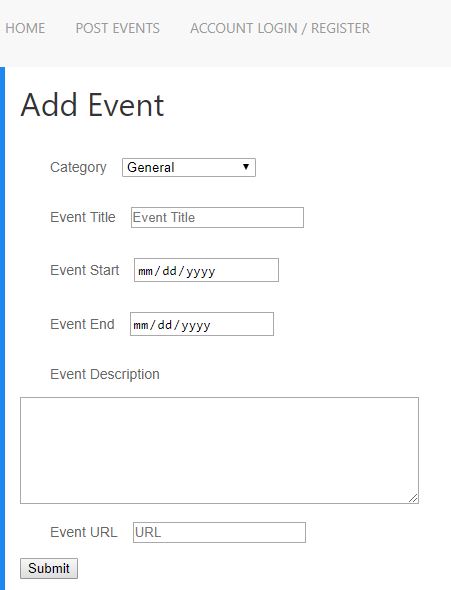 HOME POST EVENTS ACCOUNT LOGIN / REGISTER
Add Event
Category General
Event Title Event Title
Event Start mm/dd/yyyy
Event End mm/dd/yyyy
Event Description
Event URL URL
Submit